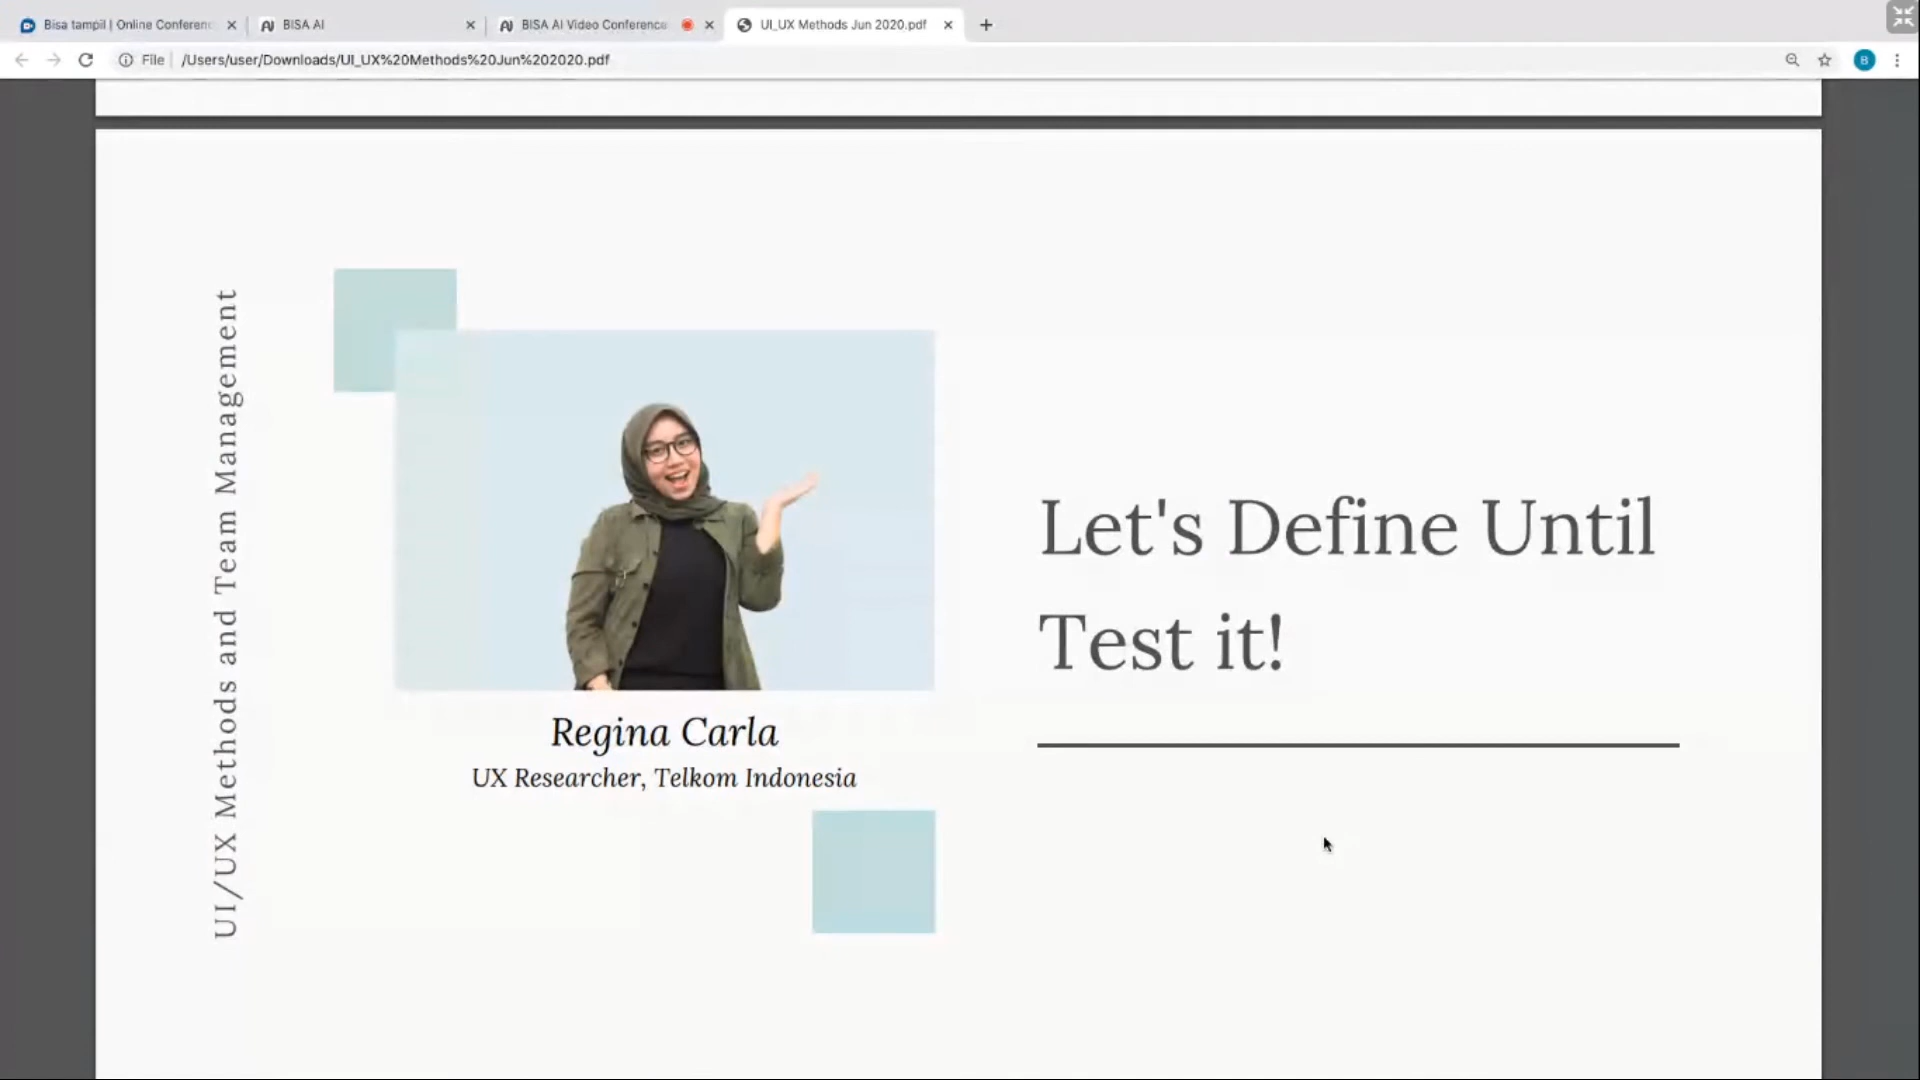 Bisa tampil | Online Conferenc
BISA AI
BISA AI Video Conference
UI_UX Methods Jun 2020.pdf
File
/Users/user/Downloads/UI_UX%20Methods%20Jun%202020.pdf
B
UI/UX Methods and Team Management
Let's Define Until
Test it!
Regina Carla
UX Researcher, Telkom Indonesia